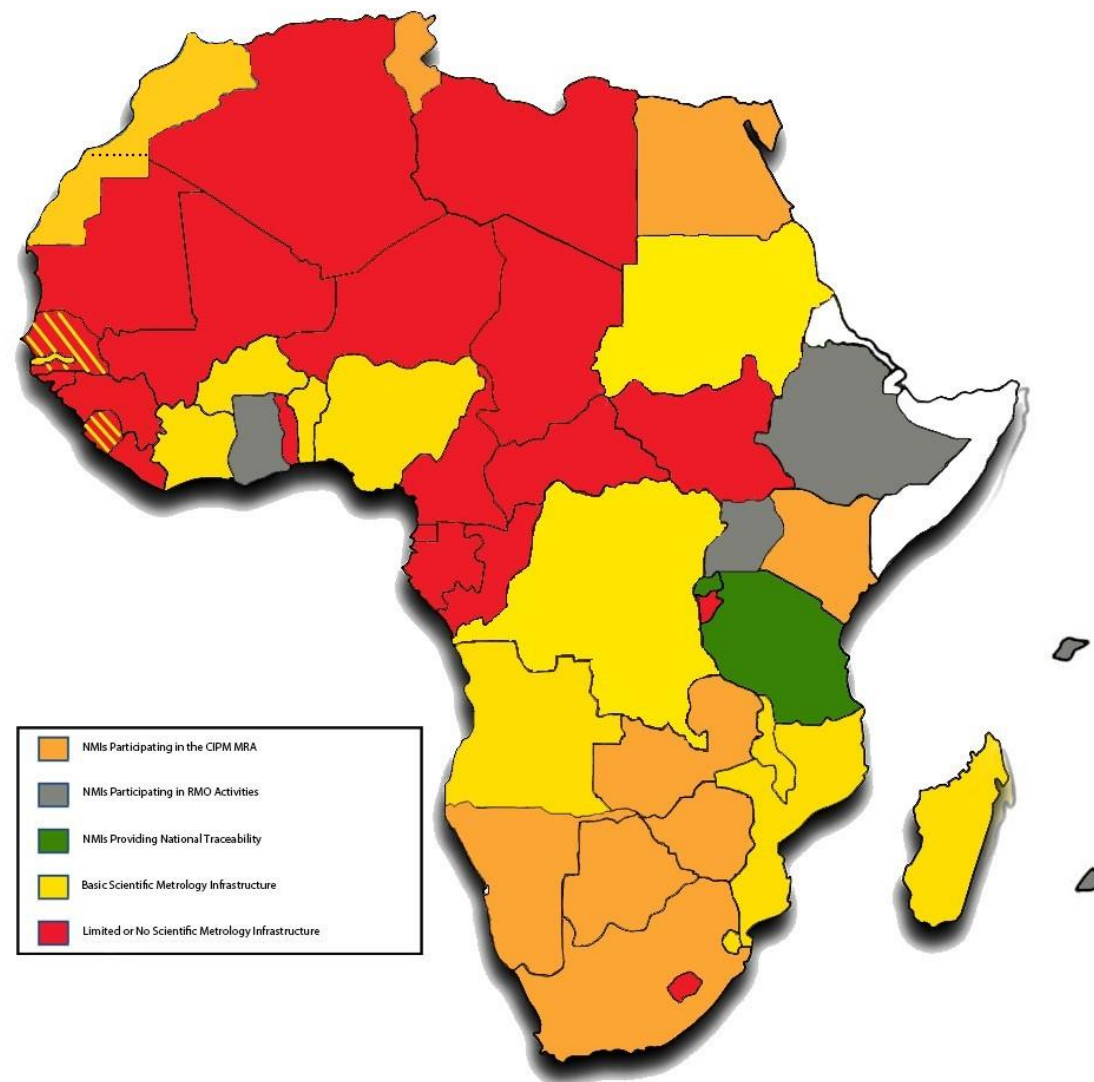 NMIs Participating in the CIPM MRA
NMIs Participating in RMO Activities
NMIs Providing National Traceability
Basic Scientific Metrology Infrastructure
Limited or No Scientific Metrology Infrastructure